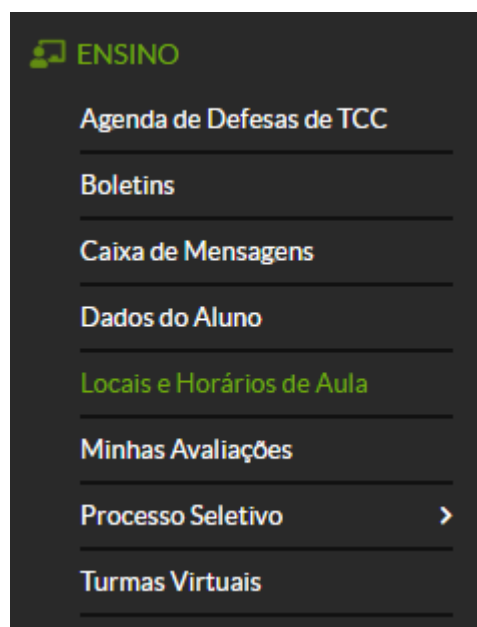 ENSINO
Agenda de Defesas de TCC
Boletins
Caixa de Mensagens
Dados do Aluno
Locais e Horários de Aula
Minhas Avaliações
Processo Seletivo
Turmas Virtuais